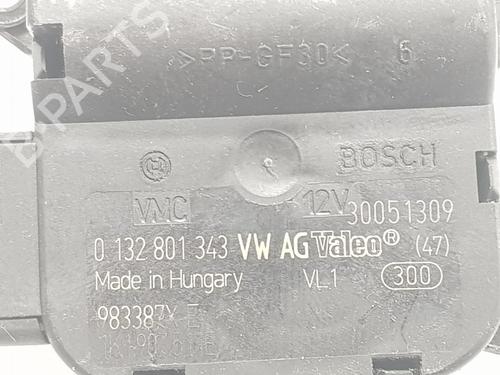 >PP-GF30< 6
BOSCH
VMC 12V 30051309
0 132 801 343 VW AG Valeo® (47)
Made in Hungary VL1 300
B-PARTS